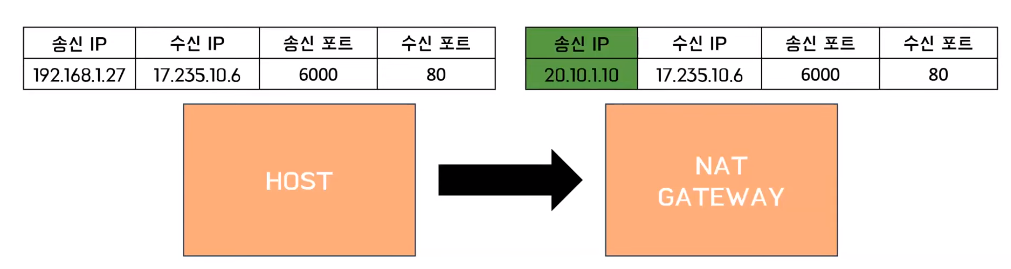 송신 IP 수신 IP 송신 포트 수신 포트
192.168.1.27 17.235.10.6 6000 80
송신 IP 수신 IP 송신 포트 수신 포트
20.10.1.10 17.235.10.6 6000 80
HOST
NAT
GATEWAY